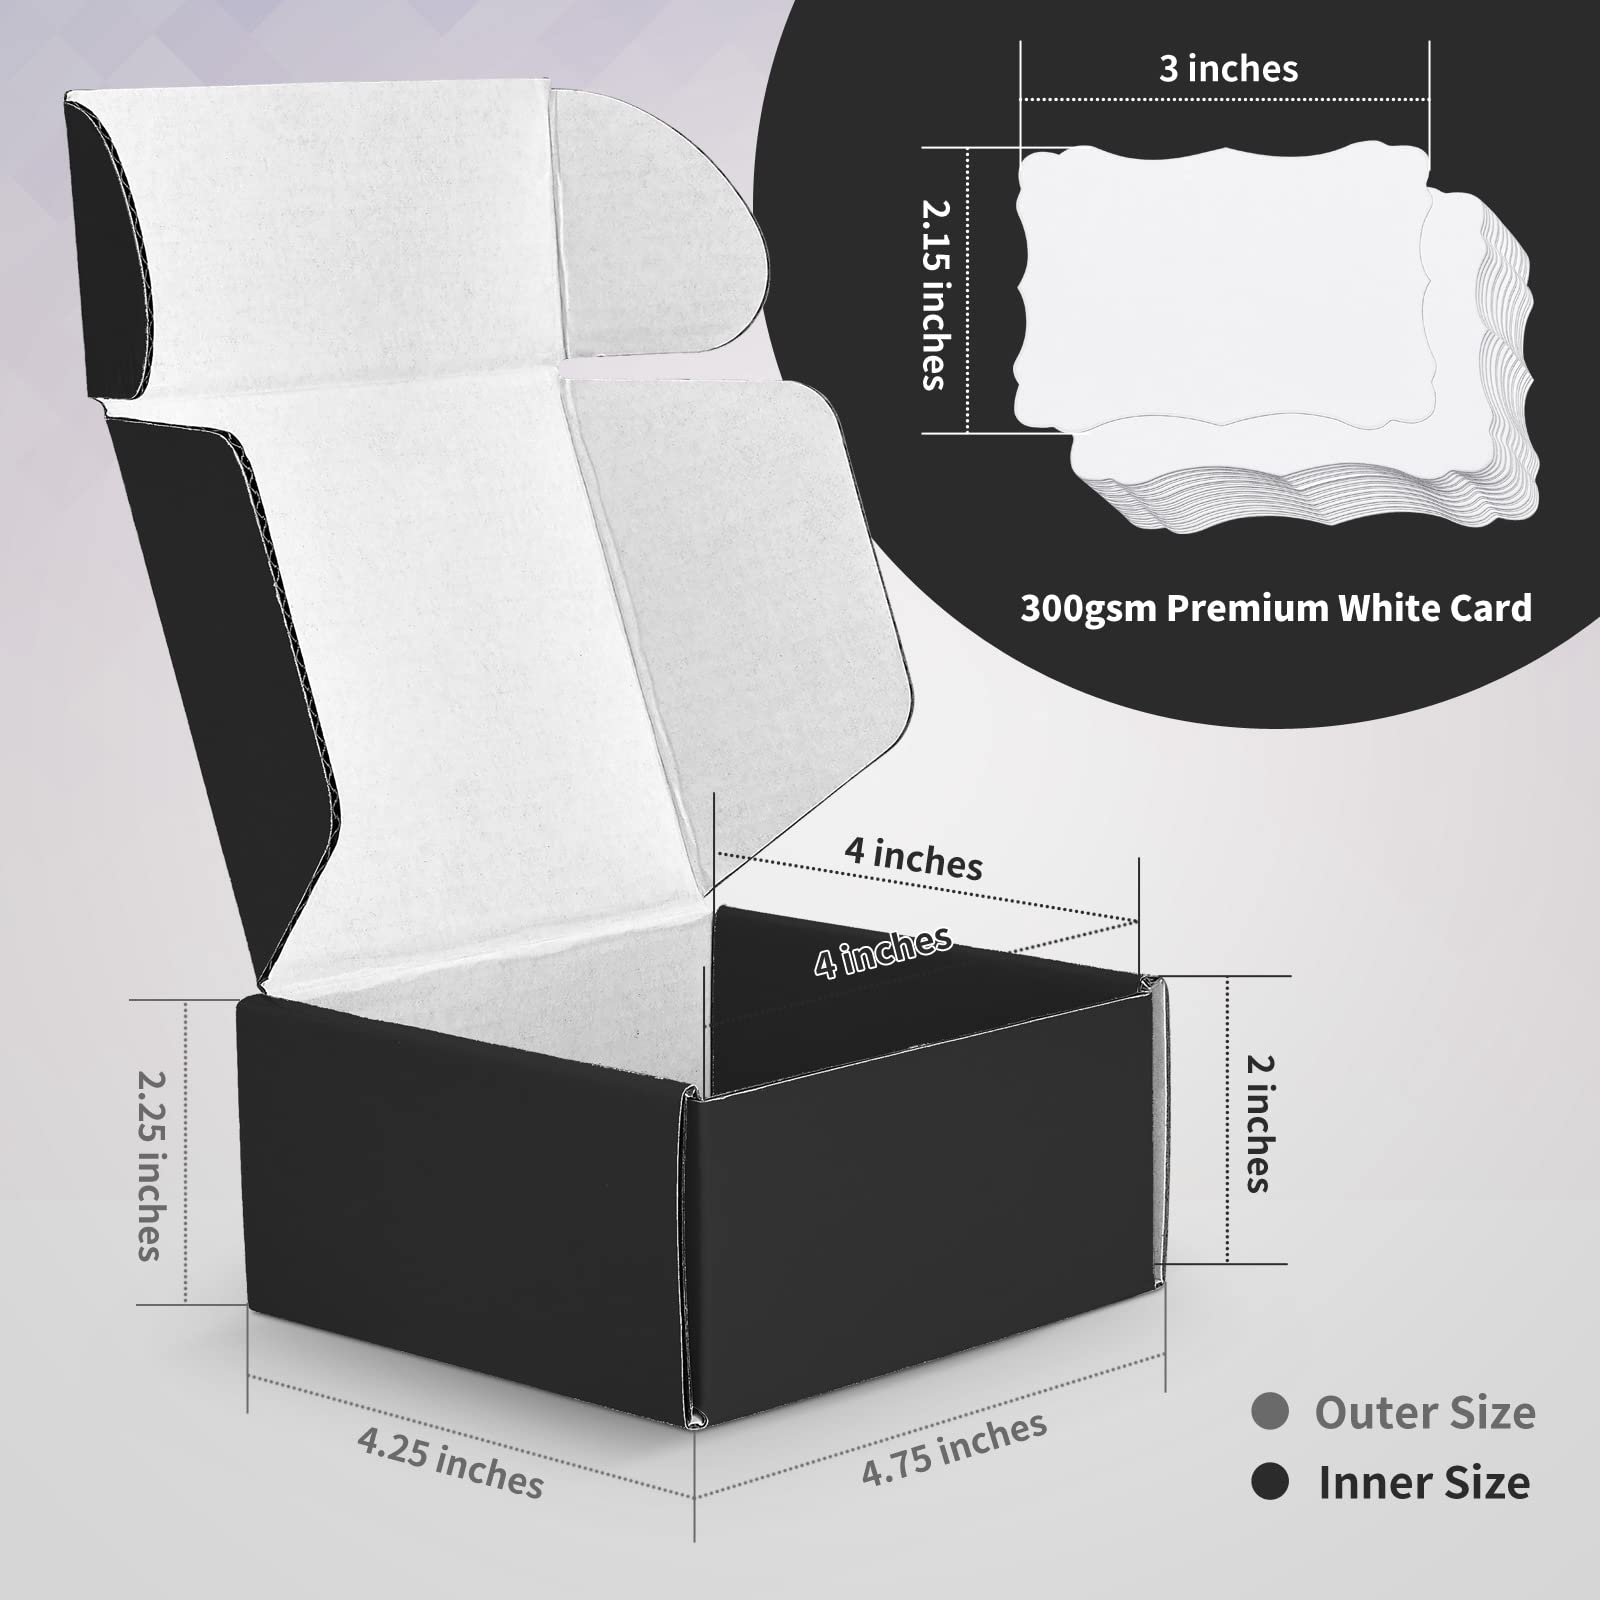 3 inches
2.15 inches
300gsm Premium White Card
4 inches
4 inches
2.25 inches
2 inches
4.25 inches
4.75 inches
Outer Size
Inner Size